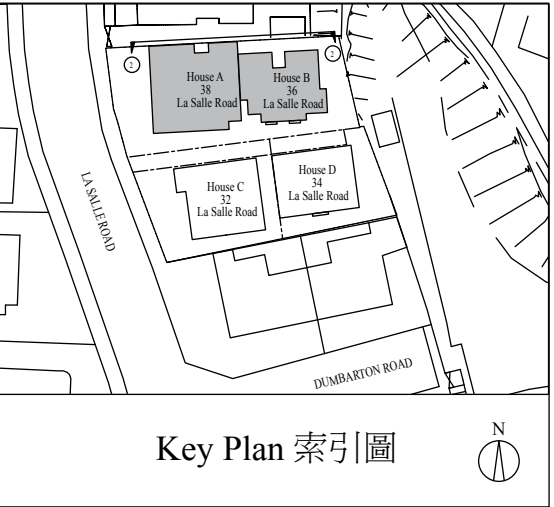 2
2
House A
38
La Salle Road
House B
36
La Salle Road
House C
32
La Salle Road
House D
34
La Salle Road
LA SALLE ROAD
DUMBARTON ROAD
Key Plan 索引圖
N